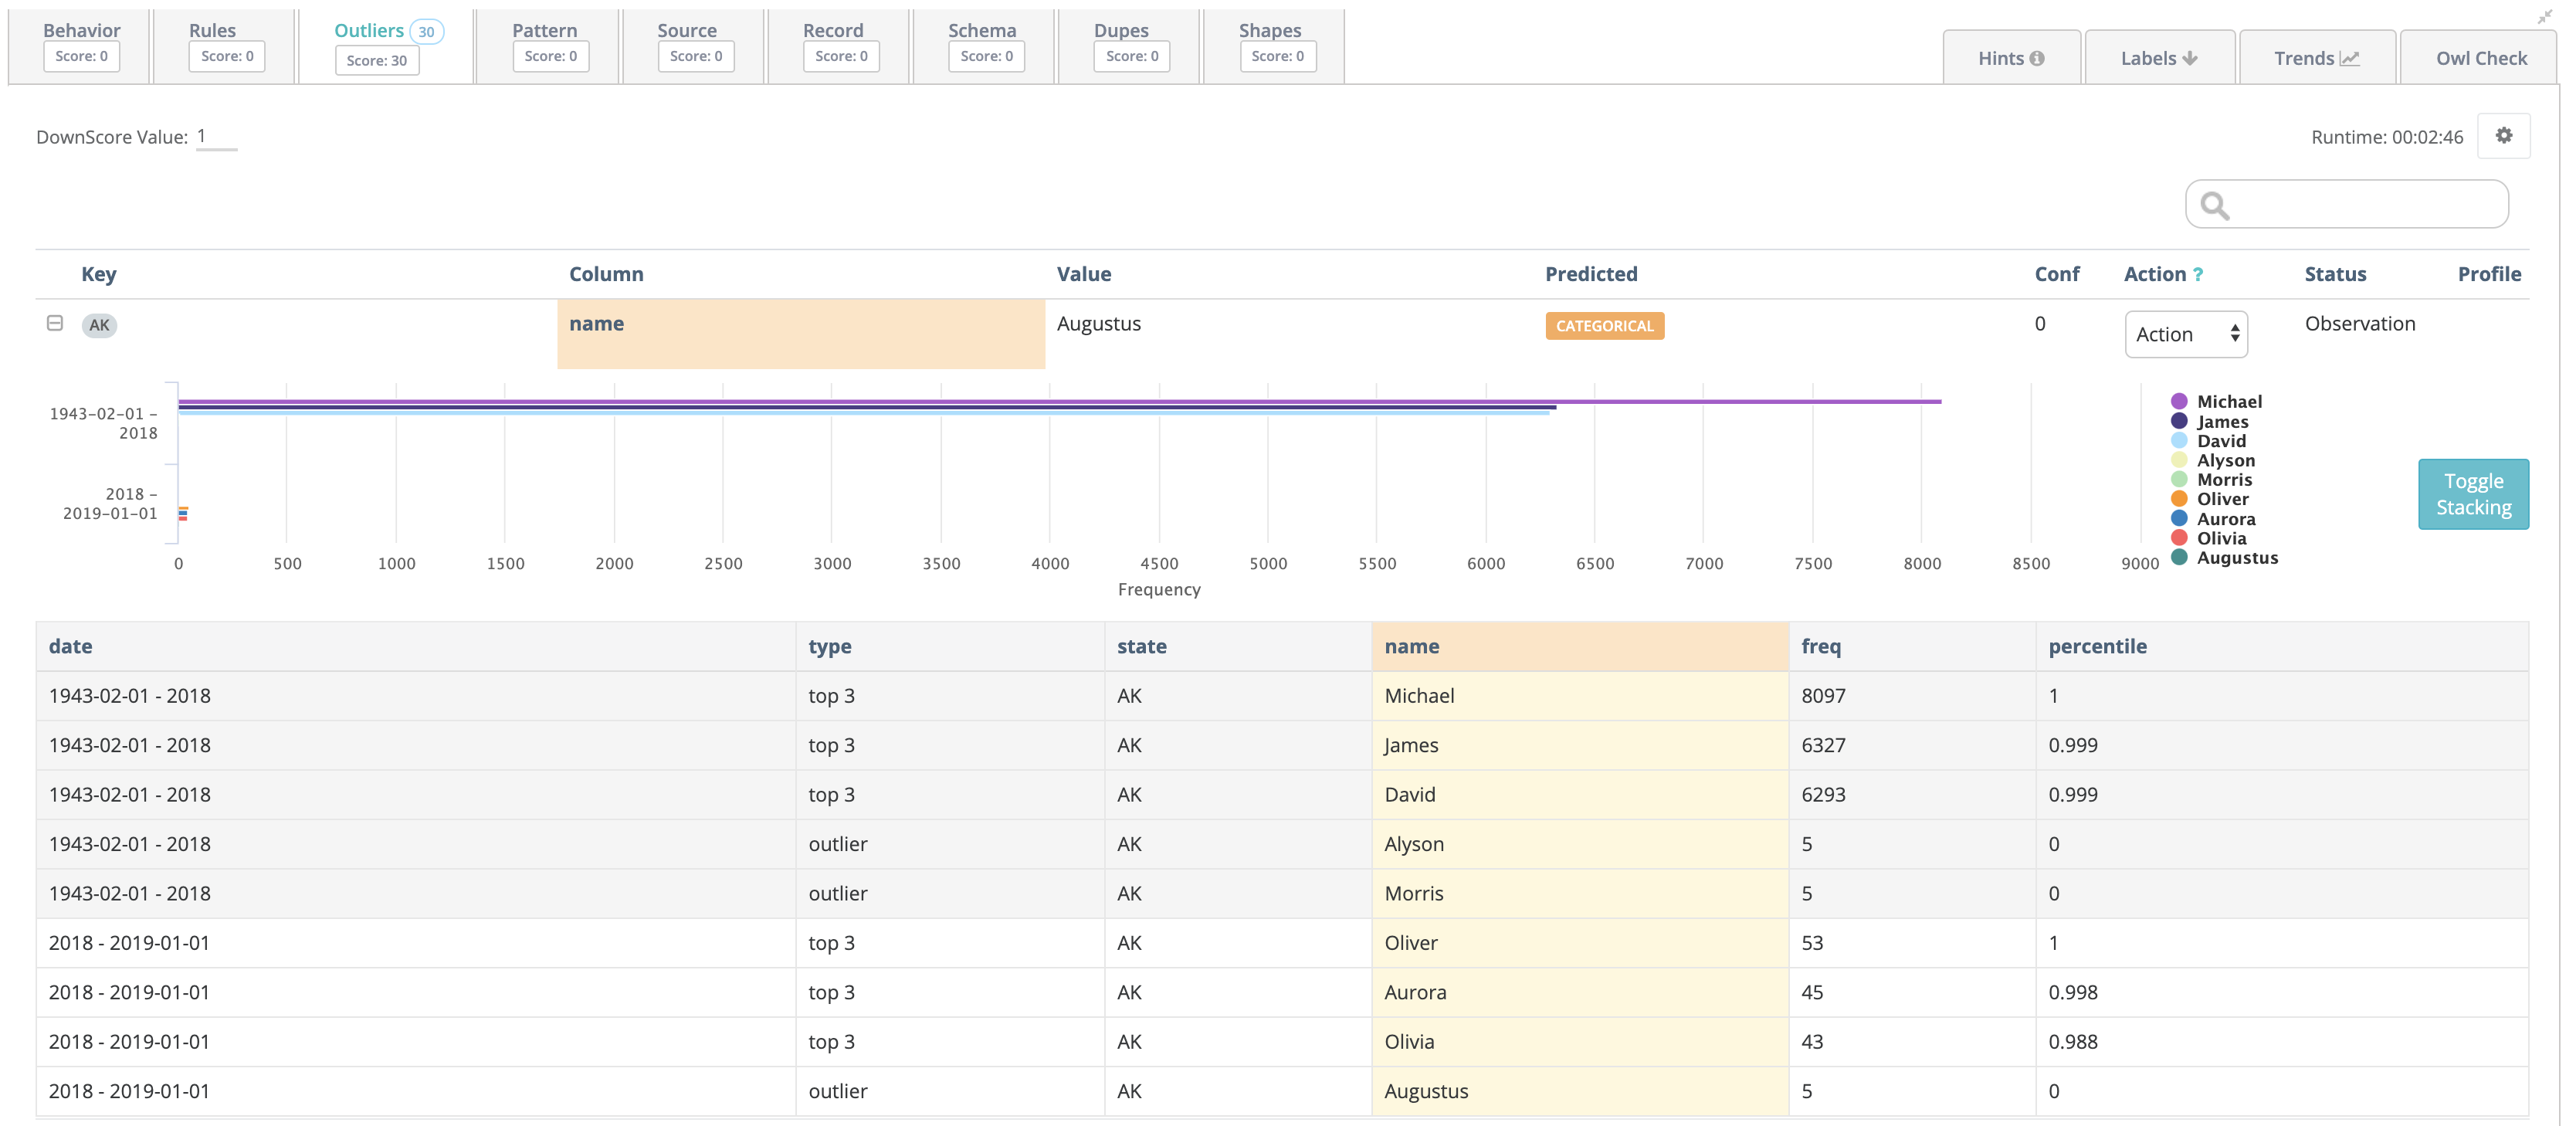 Behavior Rules Outliers 30 Pattern Source Record Schema Dupes Shapes
Score: 0 Score: 0 Score: 30 Score: 0 Score: 0 Score: 0 Score: 0 Score: 0 Score: 0
Hints Labels Trends Owl Check
DownScore Value: 1
Runtime: 00:02:46
Key Column Value Predicted Conf Action ? Status Profile
AK name Augustus CATEGORICAL 0 Action Observation
1943-02-01 –
2018
2018 –
2019-01-01
0 500 1000 1500 2000 2500 3000 3500 4000 4500 5000 5500 6000 6500 7000 7500 8000 8500 9000
Frequency
Michael
James
David
Alyson
Morris
Oliver
Aurora
Olivia
Augustus
Toggle
Stacking
date type state name freq percentile
1943-02-01 - 2018 top 3 AK Michael 8097 1
1943-02-01 - 2018 top 3 AK James 6327 0.999
1943-02-01 - 2018 top 3 AK David 6293 0.999
1943-02-01 - 2018 outlier AK Alyson 5 0
1943-02-01 - 2018 outlier AK Morris 5 0
2018 - 2019-01-01 top 3 AK Oliver 53 1
2018 - 2019-01-01 top 3 AK Aurora 45 0.998
2018 - 2019-01-01 top 3 AK Olivia 43 0.988
2018 - 2019-01-01 outlier AK Augustus 5 0